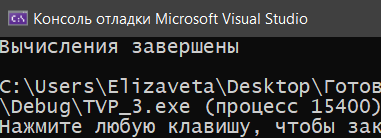 Консоль отладки Microsoft Visual Studio
Вычисления завершены
C:\Users\Elizaveta\Desktop\Готов
\Debug\TVP_3.exe (процесс 15400)
Нажмите любую клавишу, чтобы зак